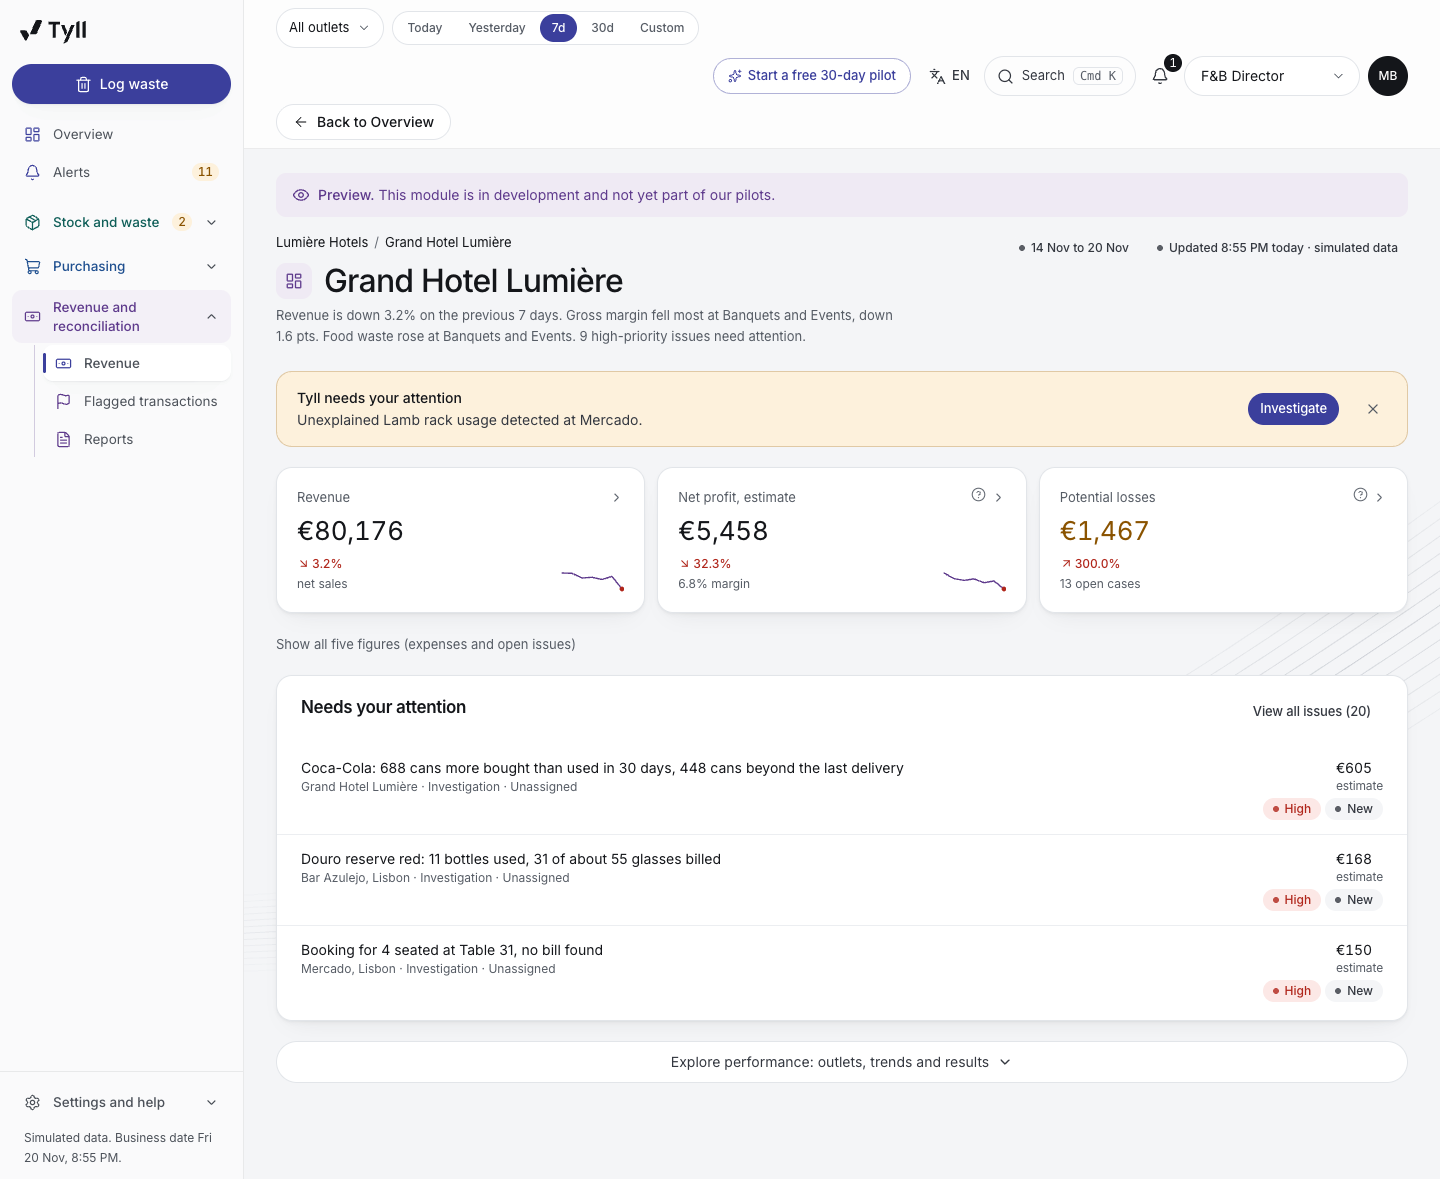 Tyll
Log waste
Overview
Alerts
11
Stock and waste
2
Purchasing
Revenue and
reconciliation
Revenue
Flagged transactions
Reports
Settings and help
Simulated data. Business date Fri
20 Nov, 8:55 PM.
All outlets
Today
Yesterday
7d
30d
Custom
Start a free 30-day pilot
EN
Search
Cmd K
1
F&B Director
MB
Back to Overview
Preview. This module is in development and not yet part of our pilots.
Lumière Hotels / Grand Hotel Lumière
14 Nov to 20 Nov
Updated 8:55 PM today · simulated data
Grand Hotel Lumière
Revenue is down 3.2% on the previous 7 days. Gross margin fell most at Banquets and Events, down
1.6 pts. Food waste rose at Banquets and Events. 9 high-priority issues need attention.
Tyll needs your attention
Unexplained Lamb rack usage detected at Mercado.
Investigate
Revenue
€80,176
3.2%
net sales
Net profit, estimate
€5,458
32.3%
6.8% margin
Potential losses
€1,467
300.0%
13 open cases
Show all five figures (expenses and open issues)
Needs your attention
View all issues (20)
Coca-Cola: 688 cans more bought than used in 30 days, 448 cans beyond the last delivery
Grand Hotel Lumière · Investigation · Unassigned
€605
estimate
High
New
Douro reserve red: 11 bottles used, 31 of about 55 glasses billed
Bar Azulejo, Lisbon · Investigation · Unassigned
€168
estimate
High
New
Booking for 4 seated at Table 31, no bill found
Mercado, Lisbon · Investigation · Unassigned
€150
estimate
High
New
Explore performance: outlets, trends and results